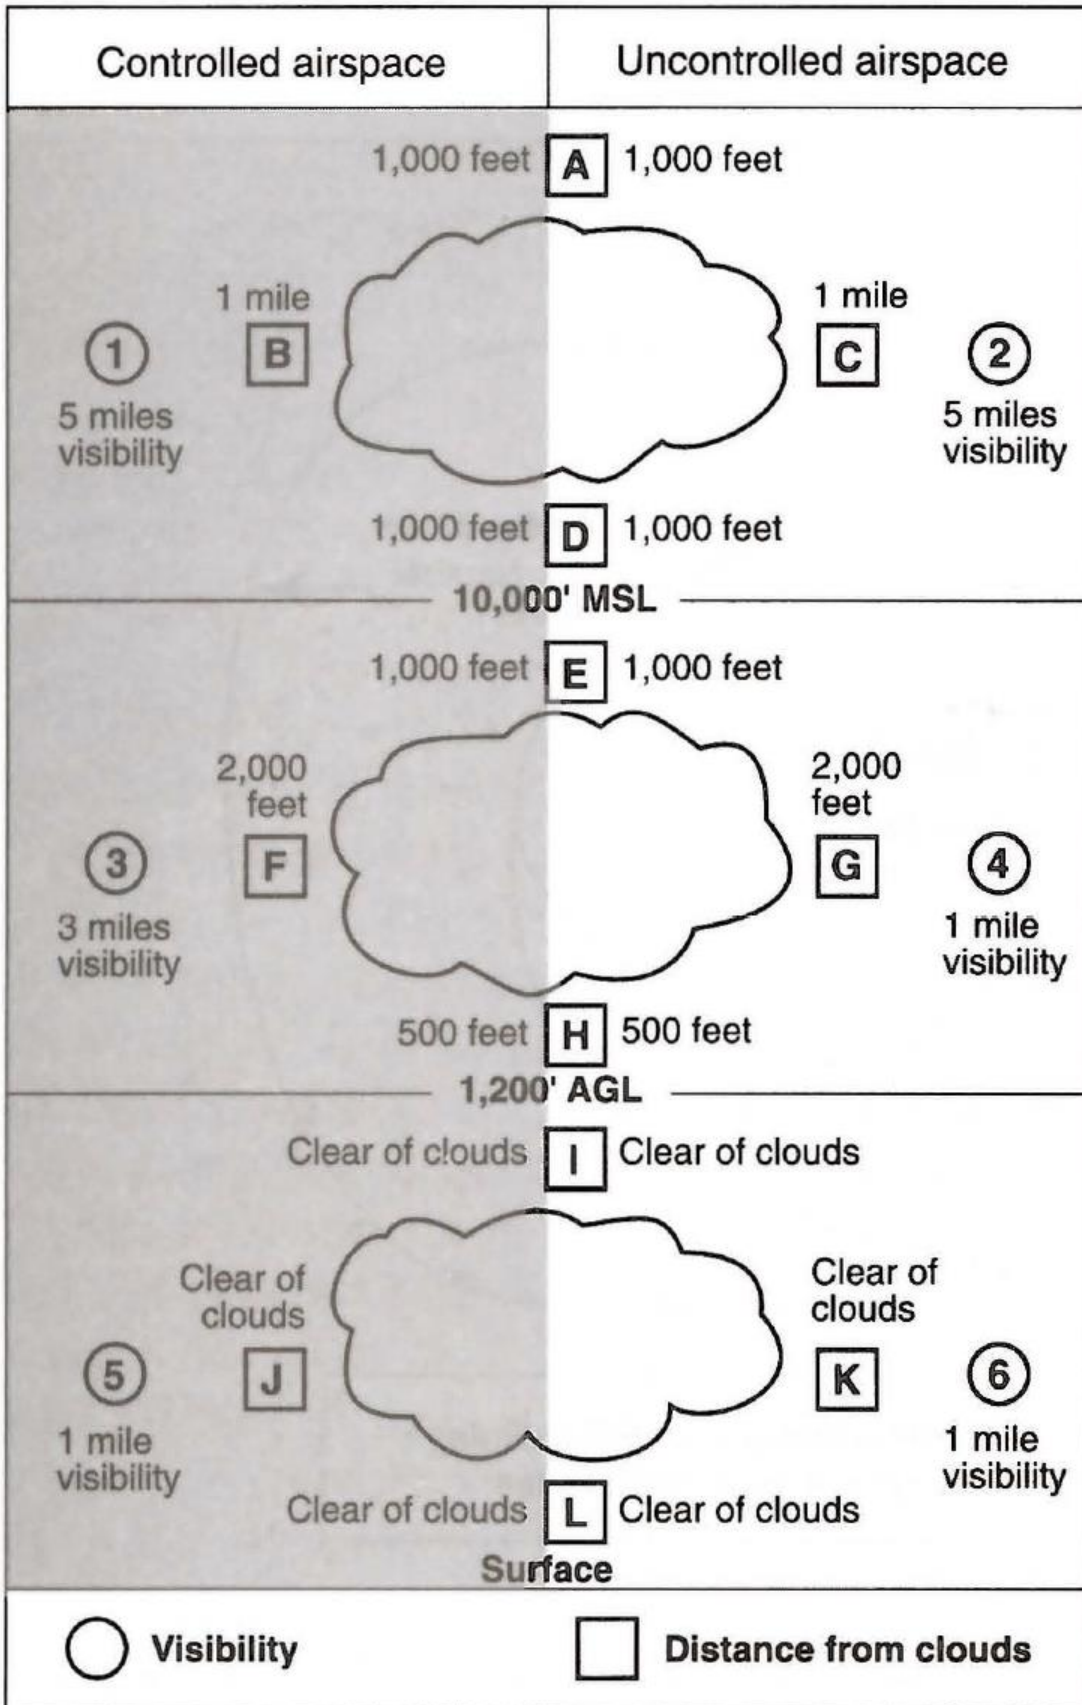 Controlled airspace
Uncontrolled airspace
1,000 feet A 1,000 feet
1 mile
B
1
5 miles
visibility
1 mile
C
2
5 miles
visibility
1,000 feet D 1,000 feet
10,000' MSL
1,000 feet E 1,000 feet
2,000
feet
F
3
3 miles
visibility
2,000
feet
G
4
1 mile
visibility
500 feet H 500 feet
1,200' AGL
Clear of clouds I Clear of clouds
Clear of
clouds
J
5
1 mile
visibility
Clear of
clouds
K
6
1 mile
visibility
Clear of clouds L Clear of clouds
Surface
Visibility
Distance from clouds